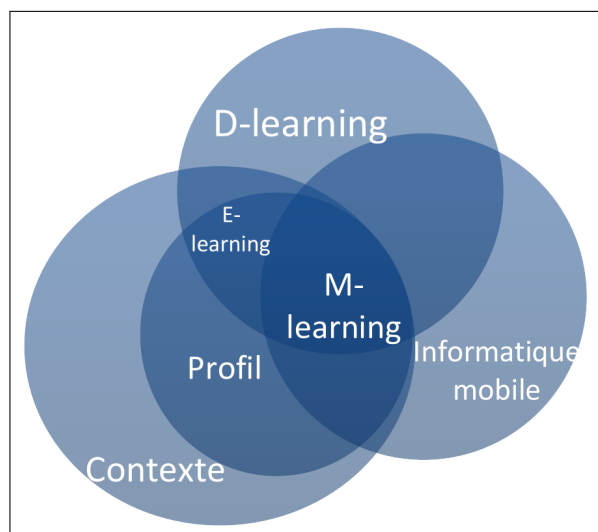 D-learning
E-
learning
M-
learning
Informatique
mobile
Profil
Contexte